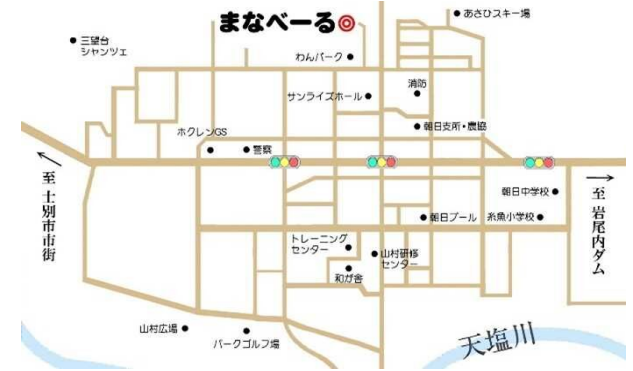 まなべーる
あさひスキー場
三望台
シャンツェ
わんパーク
消防
サンライズホール
朝日支所・農協
ホクレンGS
警察
至 士別市市街
朝日中学校
至 岩尾内ダム
朝日プール
糸魚小学校
トレーニング
センター
山村研修
センター
和が舎
山村広場
パークゴルフ場
天塩川